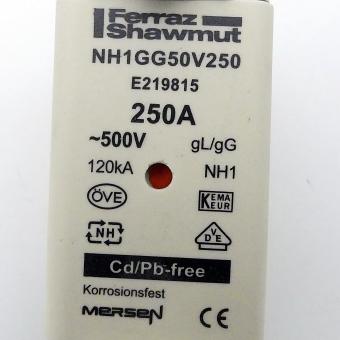 Ferraz
Shawmut
NH1GG50V250
E219815
250A
~500V gL/gG
120kA NH1
ÖVE KEMA
KEUR
NH VDE
Cd/Pb-free
Korrosionsfest
MERSEN CE